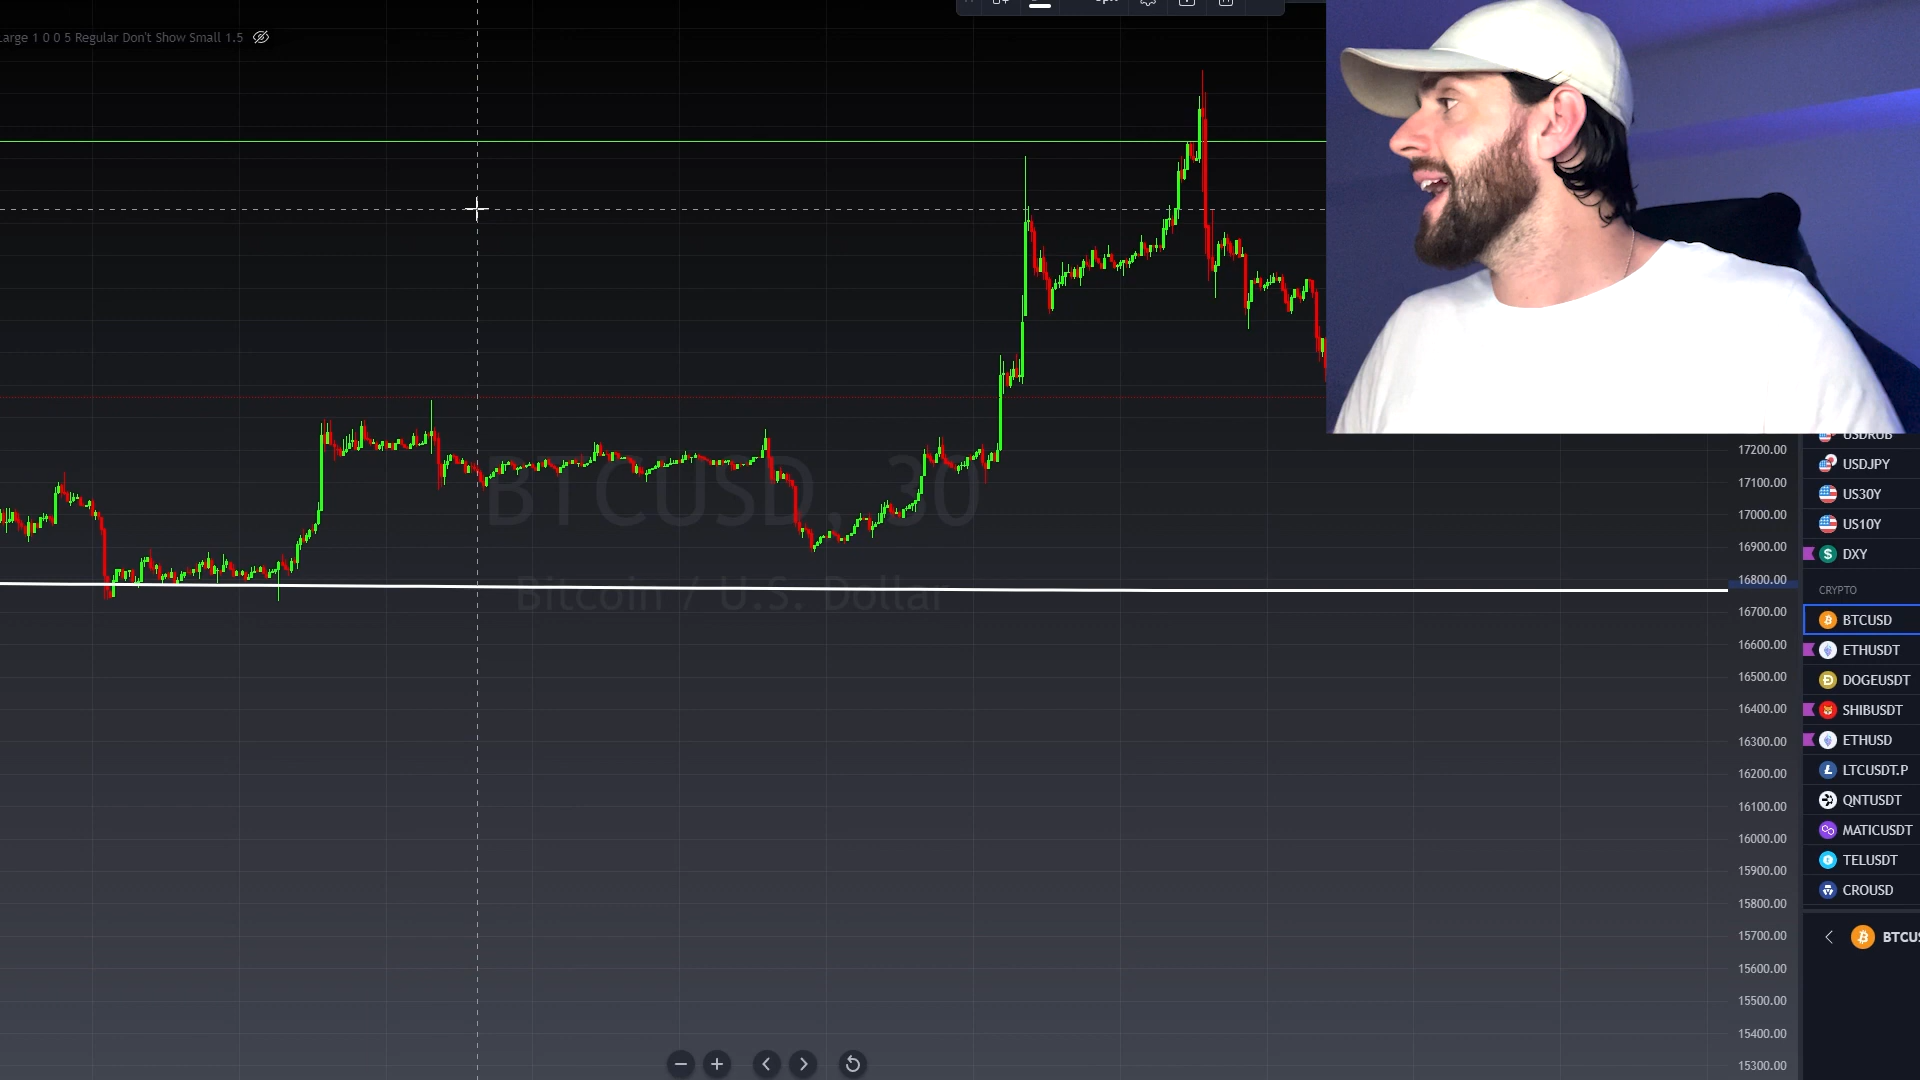 Large 1 0 0 5 Regular Don't Show Small 1.5
BTCUSD, 30
Bitcoin / U.S. Dollar
17200.00
17100.00
17000.00
16900.00
16800.00
16700.00
16600.00
16500.00
16400.00
16300.00
16200.00
16100.00
16000.00
15900.00
15800.00
15700.00
15600.00
15500.00
15400.00
15300.00
USDRUB
USDJPY
US30Y
US10Y
DXY
CRYPTO
BTCUSD
ETHUSDT
DOGEUSDT
SHIBUSDT
ETHUSD
LTCUSDT.P
QNTUSDT
MATICUSDT
TELUSDT
CROUSD
BTCUS